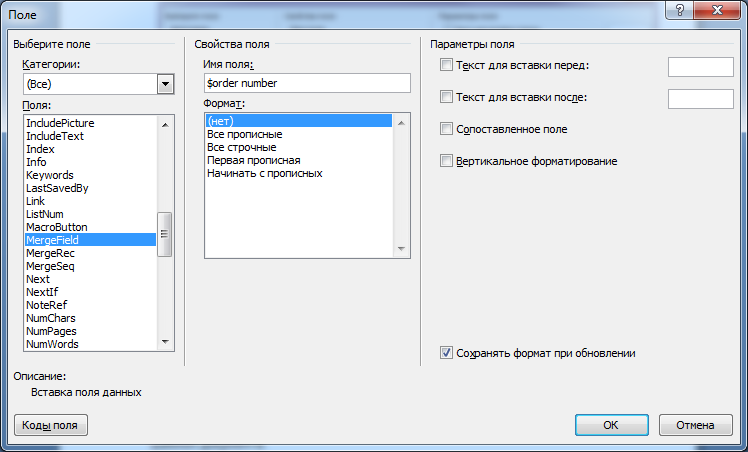 Поле
Выберите поле
Категории:
(Все)
Поля:
IncludePicture
IncludeText
Index
Info
Keywords
LastSavedBy
Link
ListNum
MacroButton
MergeField
MergeRec
MergeSeq
Next
NextIf
NoteRef
NumChars
NumPages
NumWords
Свойства поля
Имя поля:
$order number
Формат:
(нет)
Все прописные
Все строчные
Первая прописная
Начинать с прописных
Параметры поля
Текст для вставки перед:
Текст для вставки после:
Сопоставленное поле
Вертикальное форматирование
Сохранять формат при обновлении
Описание:
Вставка поля данных
Коды поля
ОК
Отмена